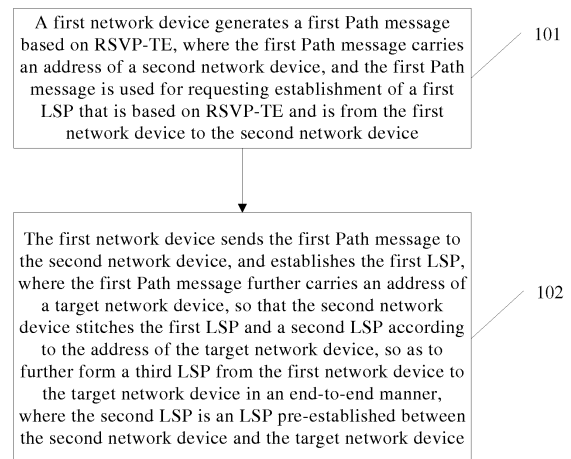 A first network device generates a first Path message
based on RSVP-TE, where the first Path message carries
an address of a second network device, and the first Path
message is used for requesting establishment of a first
LSP that is based on RSVP-TE and is from the first
network device to the second network device
101
The first network device sends the first Path message to
the second network device, and establishes the first LSP,
where the first Path message further carries an address of
a target network device, so that the second network
device stitches the first LSP and a second LSP according
to the address of the target network device, so as to
further form a third LSP from the first network device to
the target network device in an end-to-end manner,
where the second LSP is an LSP pre-established between
the second network device and the target network device
102